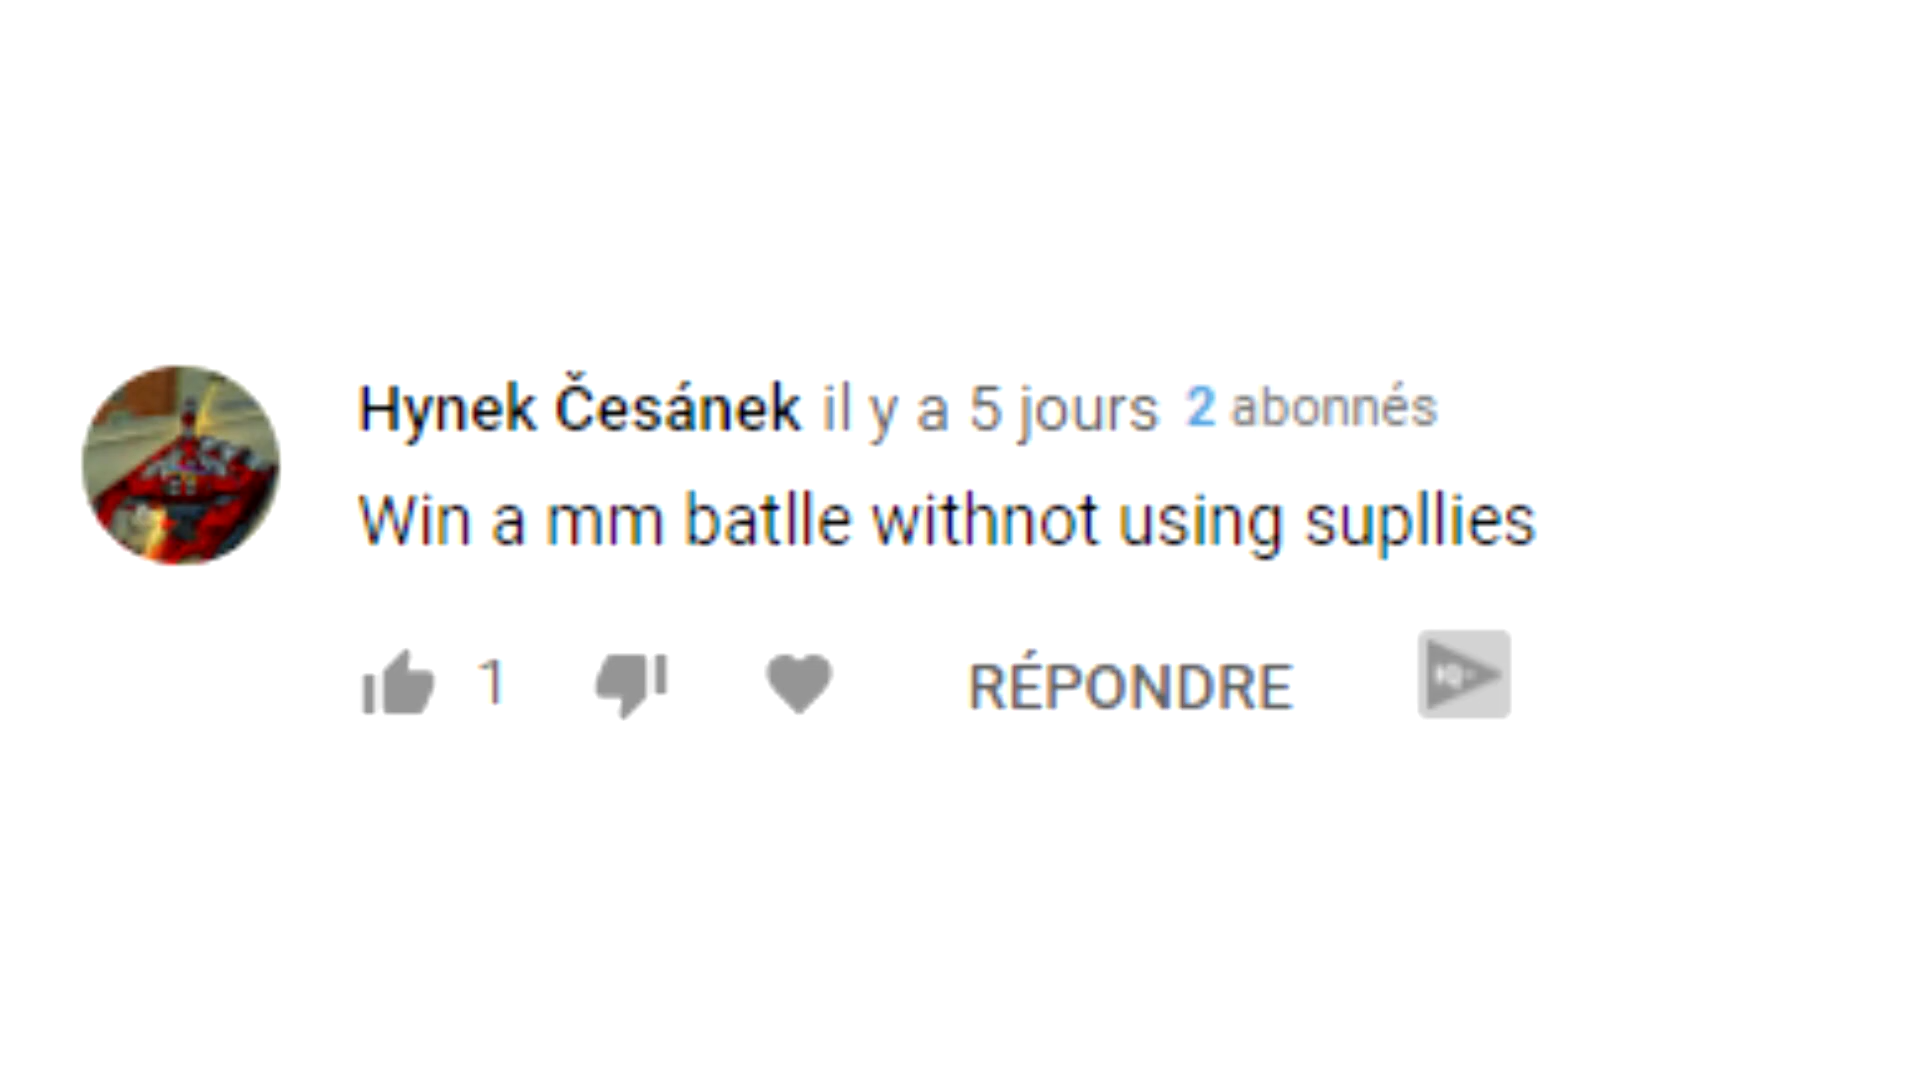 Hynek Česánek il y a 5 jours 2 abonnés
Win a mm batlle withnot using supllies
1 RÉPONDRE